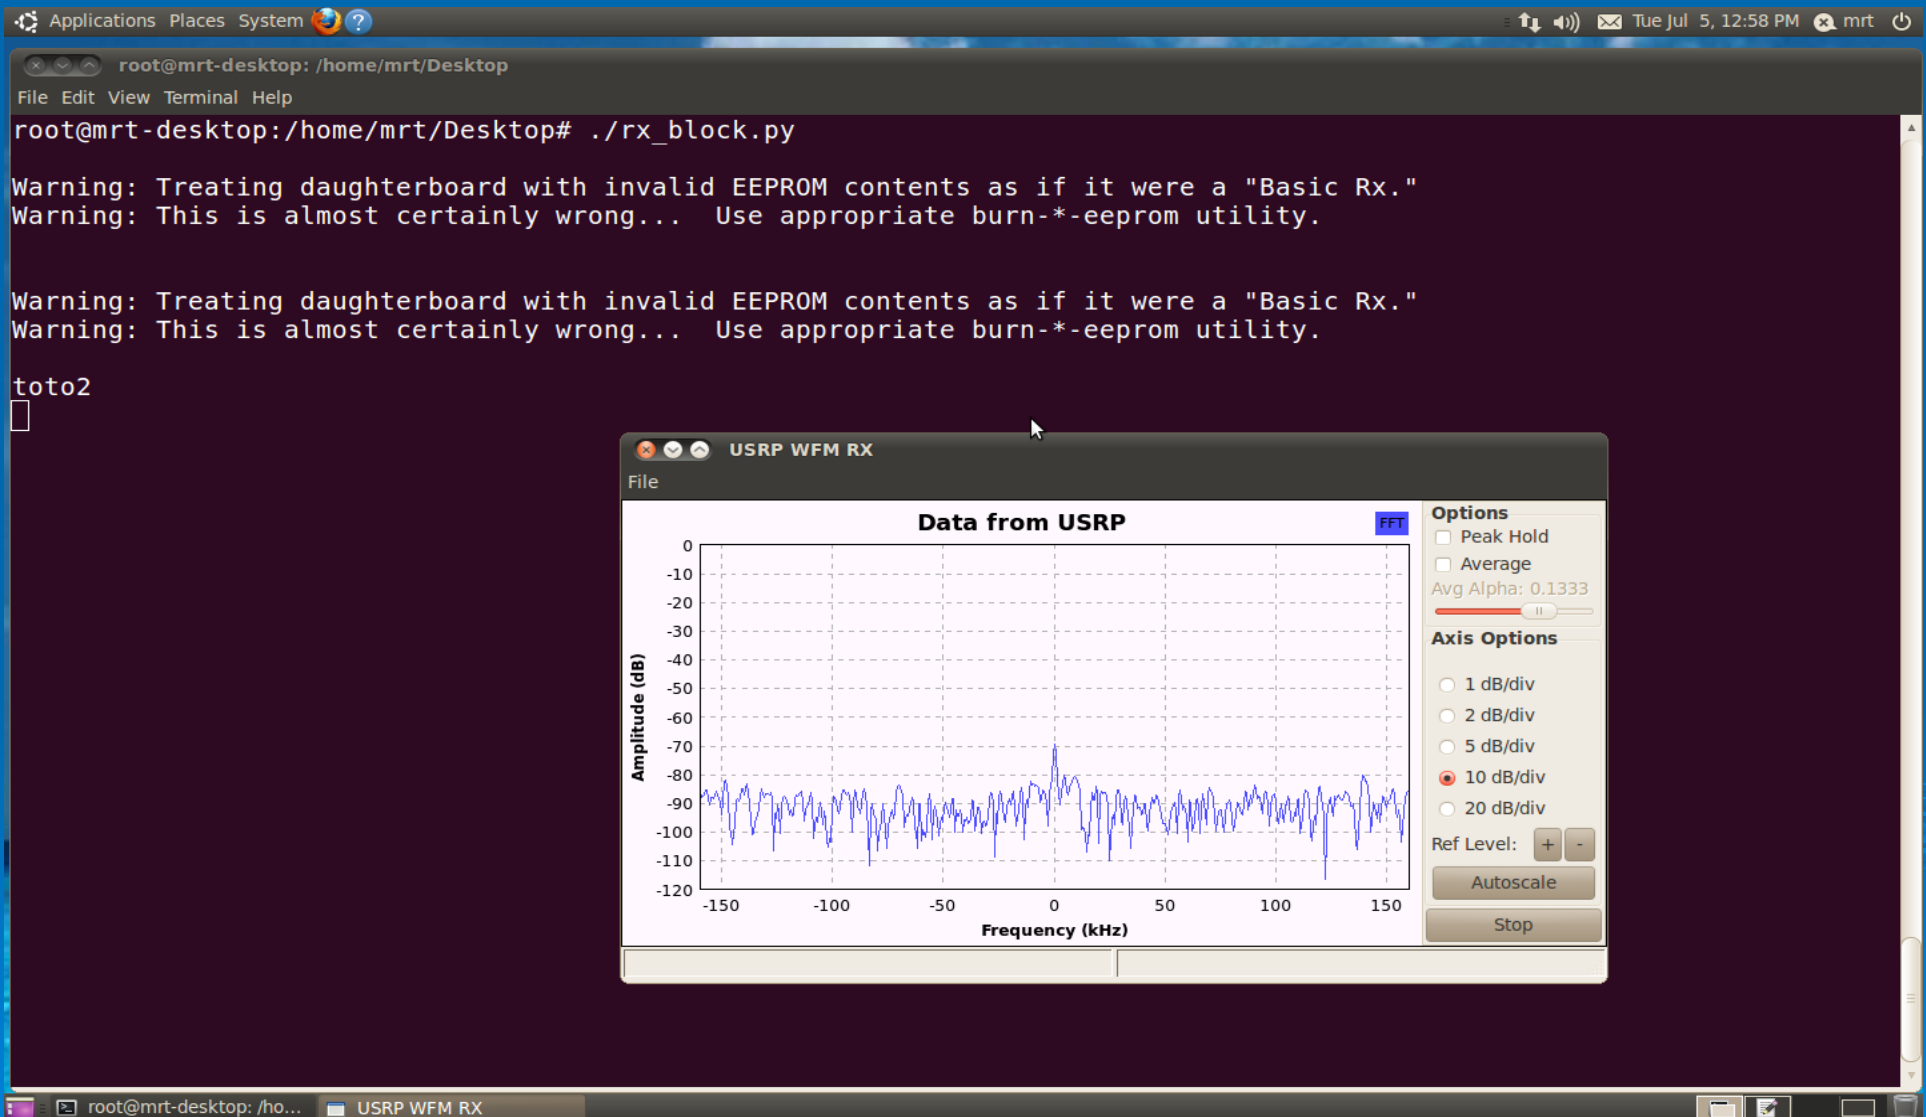 Applications Places System
Tue Jul 5, 12:58 PM mrt
root@mrt-desktop: /home/mrt/Desktop
File Edit View Terminal Help
root@mrt-desktop:/home/mrt/Desktop# ./rx_block.py
Warning: Treating daughterboard with invalid EEPROM contents as if it were a "Basic Rx."
Warning: This is almost certainly wrong... Use appropriate burn-*-eeprom utility.
Warning: Treating daughterboard with invalid EEPROM contents as if it were a "Basic Rx."
Warning: This is almost certainly wrong... Use appropriate burn-*-eeprom utility.
toto2
USRP WFM RX
File
Data from USRP
FFT
0
-10
-20
-30
-40
-50
-60
-70
-80
-90
-100
-110
-120
Amplitude (dB)
-150 -100 -50 0 50 100 150
Frequency (kHz)
Options
Peak Hold
Average
Avg Alpha: 0.1333
Axis Options
1 dB/div
2 dB/div
5 dB/div
10 dB/div
20 dB/div
Ref Level: + -
Autoscale
Stop
root@mrt-desktop: /ho...
USRP WFM RX